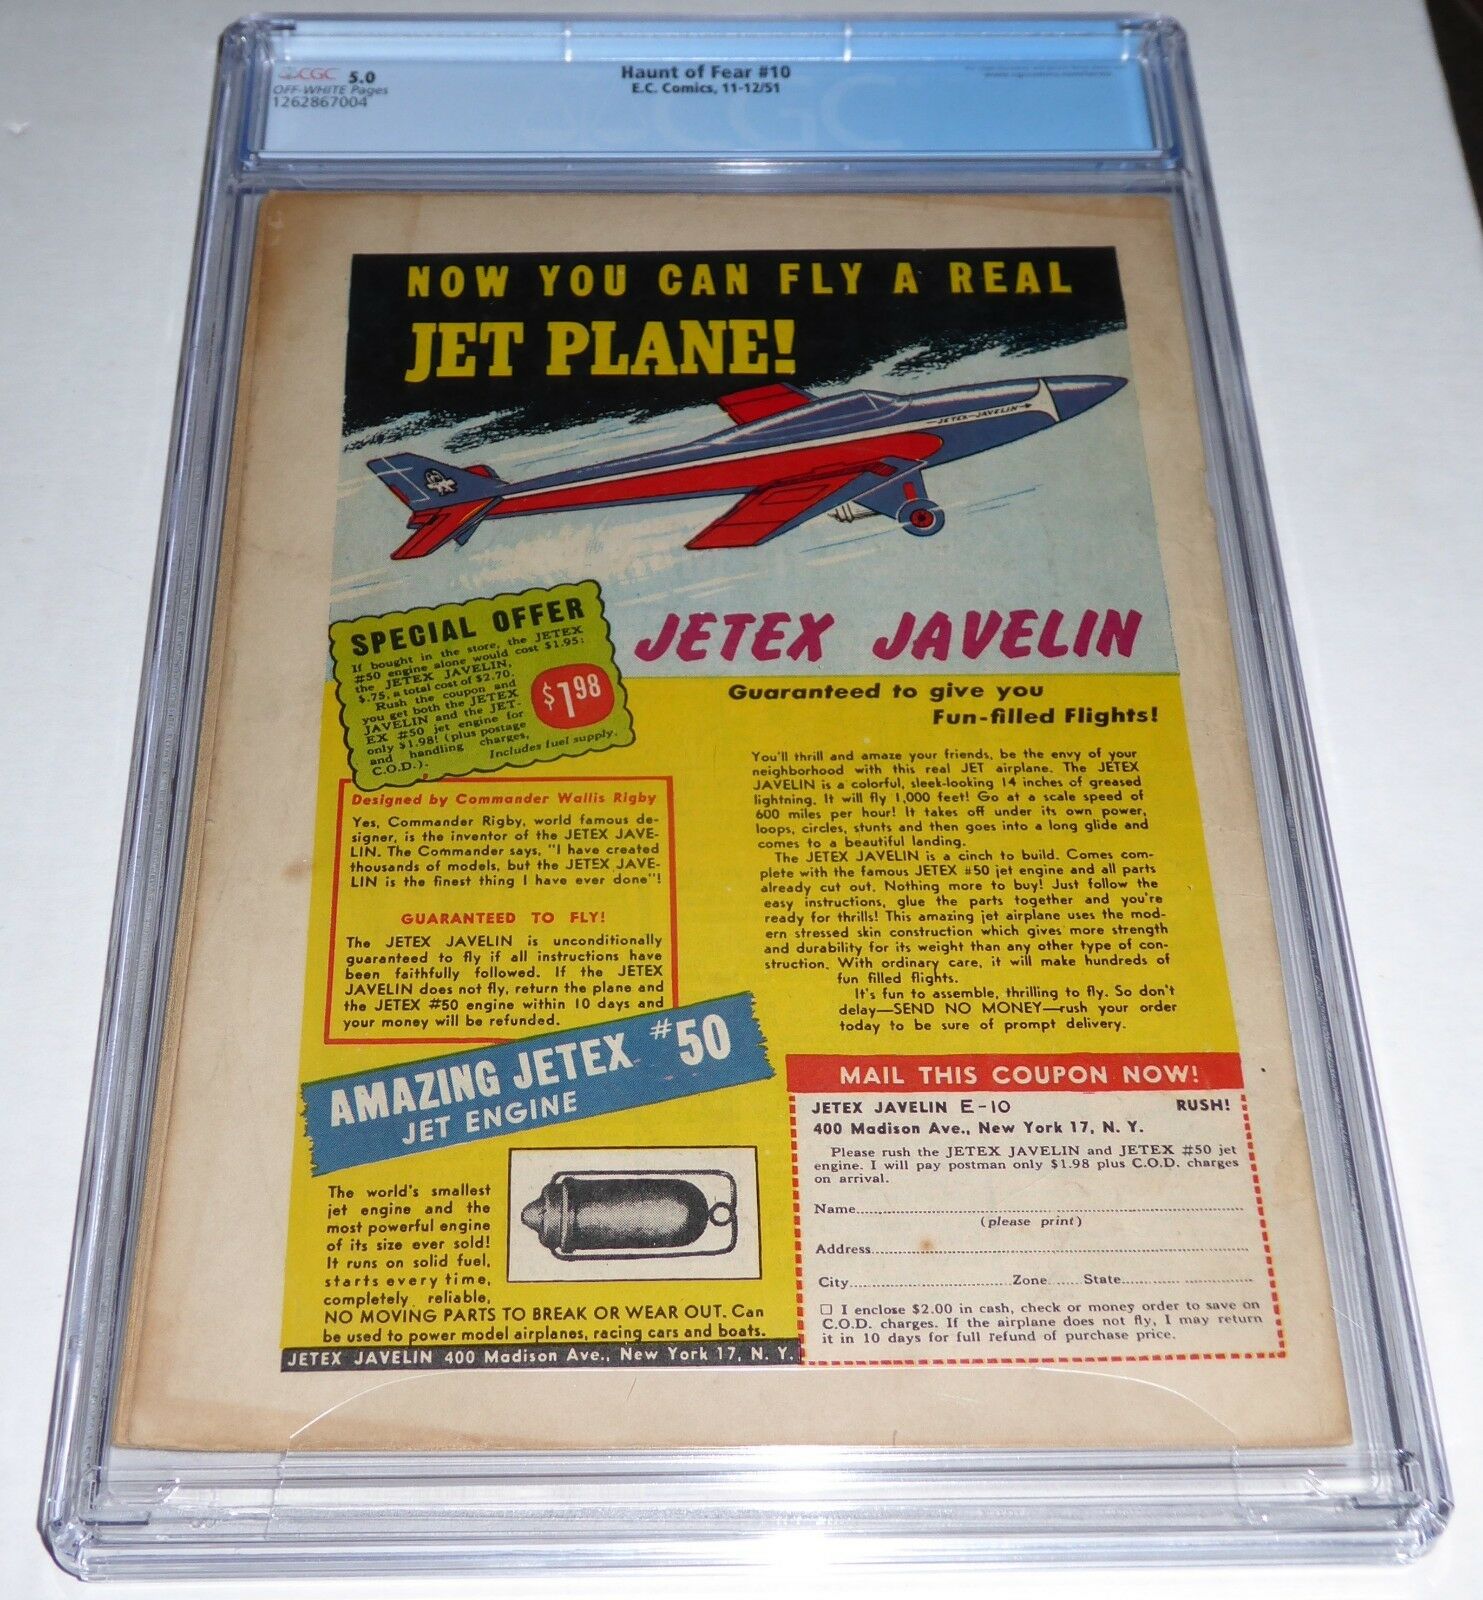 CGC 5.0
OFF-WHITE Pages
1262867004
Haunt of Fear #10
E.C. Comics, 11-12/51
CGC
NOW YOU CAN FLY A REAL
JET PLANE!
JETEX-JAVELIN
SPECIAL OFFER
If bought in the store, the JETEX
#50 engine alone would cost $1.95;
the JETEX JAVELIN,
$.75, a total cost of $2.70.
Rush the coupon and
you get both the JETEX
JAVELIN and the JET-
EX #50 jet engine for
only $1.98! (plus postage
and handling charges,
C.O.D.).
Includes fuel supply.
$1.98
JETEX JAVELIN
Guaranteed to give you
Fun-filled Flights!
Designed by Commander Wallis Rigby
Yes, Commander Rigby, world famous de-
signer, is the inventor of the JETEX JAVE-
LIN. The Commander says, "I have created
thousands of models, but the JETEX JAVE-
LIN is the finest thing I have ever done"!
GUARANTEED TO FLY!
The JETEX JAVELIN is unconditionally
guaranteed to fly if all instructions have
been faithfully followed. If the JETEX
JAVELIN does not fly, return the plane and
the JETEX #50 engine within 10 days and
your money will be refunded.
You'll thrill and amaze your friends, be the envy of your
neighborhood with this real JET airplane. The JETEX
JAVELIN is a colorful, sleek-looking 14 inches of greased
lightning. It will fly 1,000 feet! Go at a scale speed of
600 miles per hour! It takes off under its own power,
loops, circles, stunts and then goes into a long glide and
comes to a beautiful landing.
The JETEX JAVELIN is a cinch to build. Comes com-
plete with the famous JETEX #50 jet engine and all parts
already cut out. Nothing more to buy! Just follow the
easy instructions, glue the parts together and you're
ready for thrills! This amazing jet airplane uses the mod-
ern stressed skin construction which gives more strength
and durability for its weight than any other type of con-
struction. With ordinary care, it will make hundreds of
fun filled flights.
It's fun to assemble, thrilling to fly. So don't
delay—SEND NO MONEY—rush your order
today to be sure of prompt delivery.
AMAZING JETEX #50
JET ENGINE
The world's smallest
jet engine and the
most powerful engine
of its size ever sold!
It runs on solid fuel,
starts every time,
completely reliable,
NO MOVING PARTS TO BREAK OR WEAR OUT. Can
be used to power model airplanes, racing cars and boats.
JETEX JAVELIN 400 Madison Ave., New York 17, N. Y.
MAIL THIS COUPON NOW!
JETEX JAVELIN E-10 RUSH!
400 Madison Ave., New York 17, N. Y.
Please rush the JETEX JAVELIN and JETEX #50 jet
engine. I will pay postman only $1.98 plus C.O.D. charges
on arrival.
Name
(please print)
Address
City Zone State
☐ I enclose $2.00 in cash, check or money order to save on
C.O.D. charges. If the airplane does not fly, I may return
it in 10 days for full refund of purchase price.